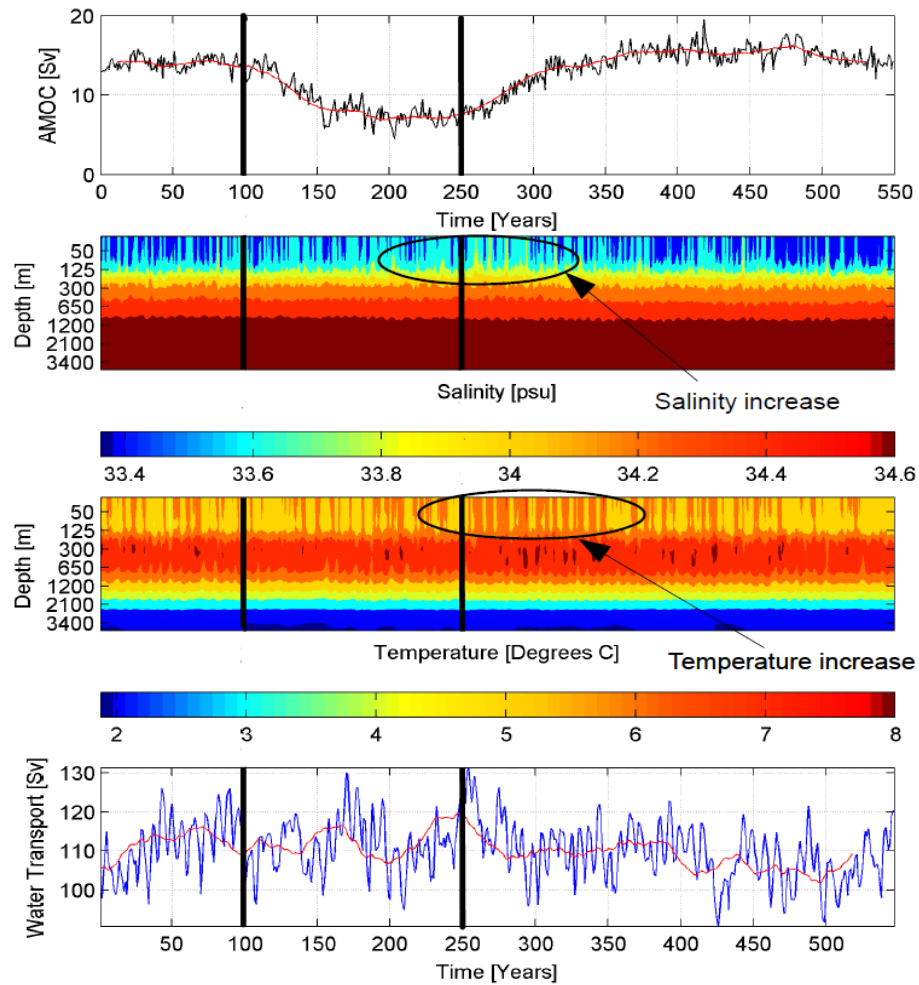 AMOC [Sv]
20
10
0
0 50 100 150 200 250 300 350 400 450 500 550
Time [Years]
Depth [m]
50
125
300
650
1200
2100
3400
Salinity [psu]
Salinity increase
33.4 33.6 33.8 34 34.2 34.4 34.6
Depth [m]
50
125
300
650
1200
2100
3400
Temperature [Degrees C]
Temperature increase
2 3 4 5 6 7 8
Water Transport [Sv]
130
120
110
100
50 100 150 200 250 300 350 400 450 500
Time [Years]